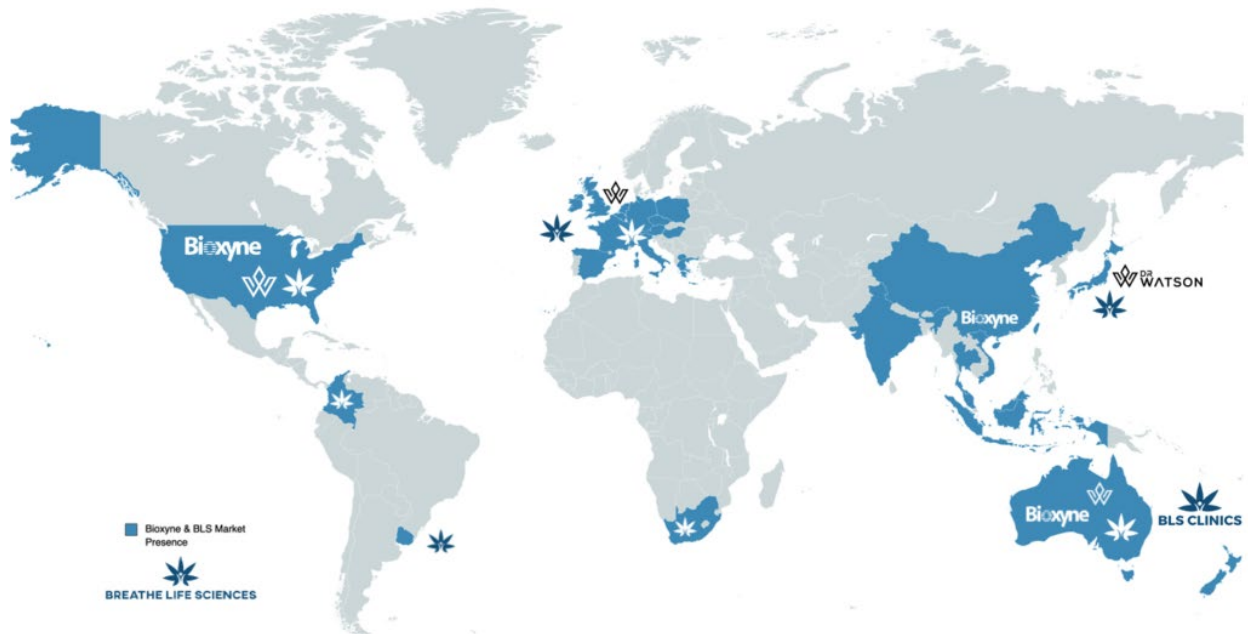 Bioxyne
DR
WATSON
Bioxyne
Bioxyne
BLS CLINICS
Bioxyne & BLS Market
Presence
BREATHE LIFE SCIENCES